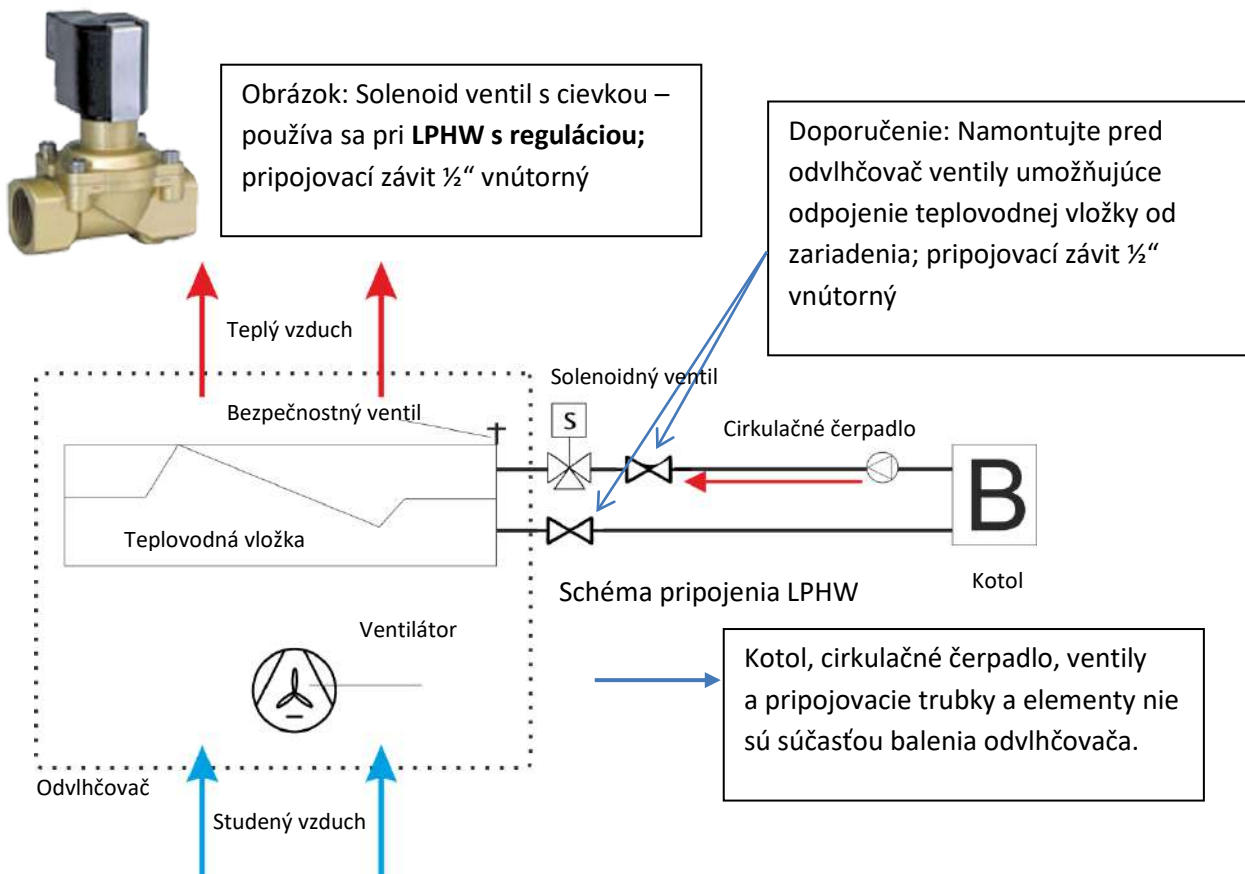 Obrázok: Solenoid ventil s cievkou –
používa sa pri LPHW s reguláciou;
pripojovací závit ½“ vnútorný
Doporučenie: Namontujte pred
odvlhčovač ventily umožňujúce
odpojenie teplovodnej vložky od
zariadenia; pripojovací závit ½“
vnútorný
Teplý vzduch
Solenoidný ventil
Bezpečnostný ventil
S
Cirkulačné čerpadlo
B
Teplovodná vložka
Kotol
Schéma pripojenia LPHW
Ventilátor
Kotol, cirkulačné čerpadlo, ventily
a pripojovacie trubky a elementy nie
sú súčasťou balenia odvlhčovača.
Odvlhčovač
Studený vzduch